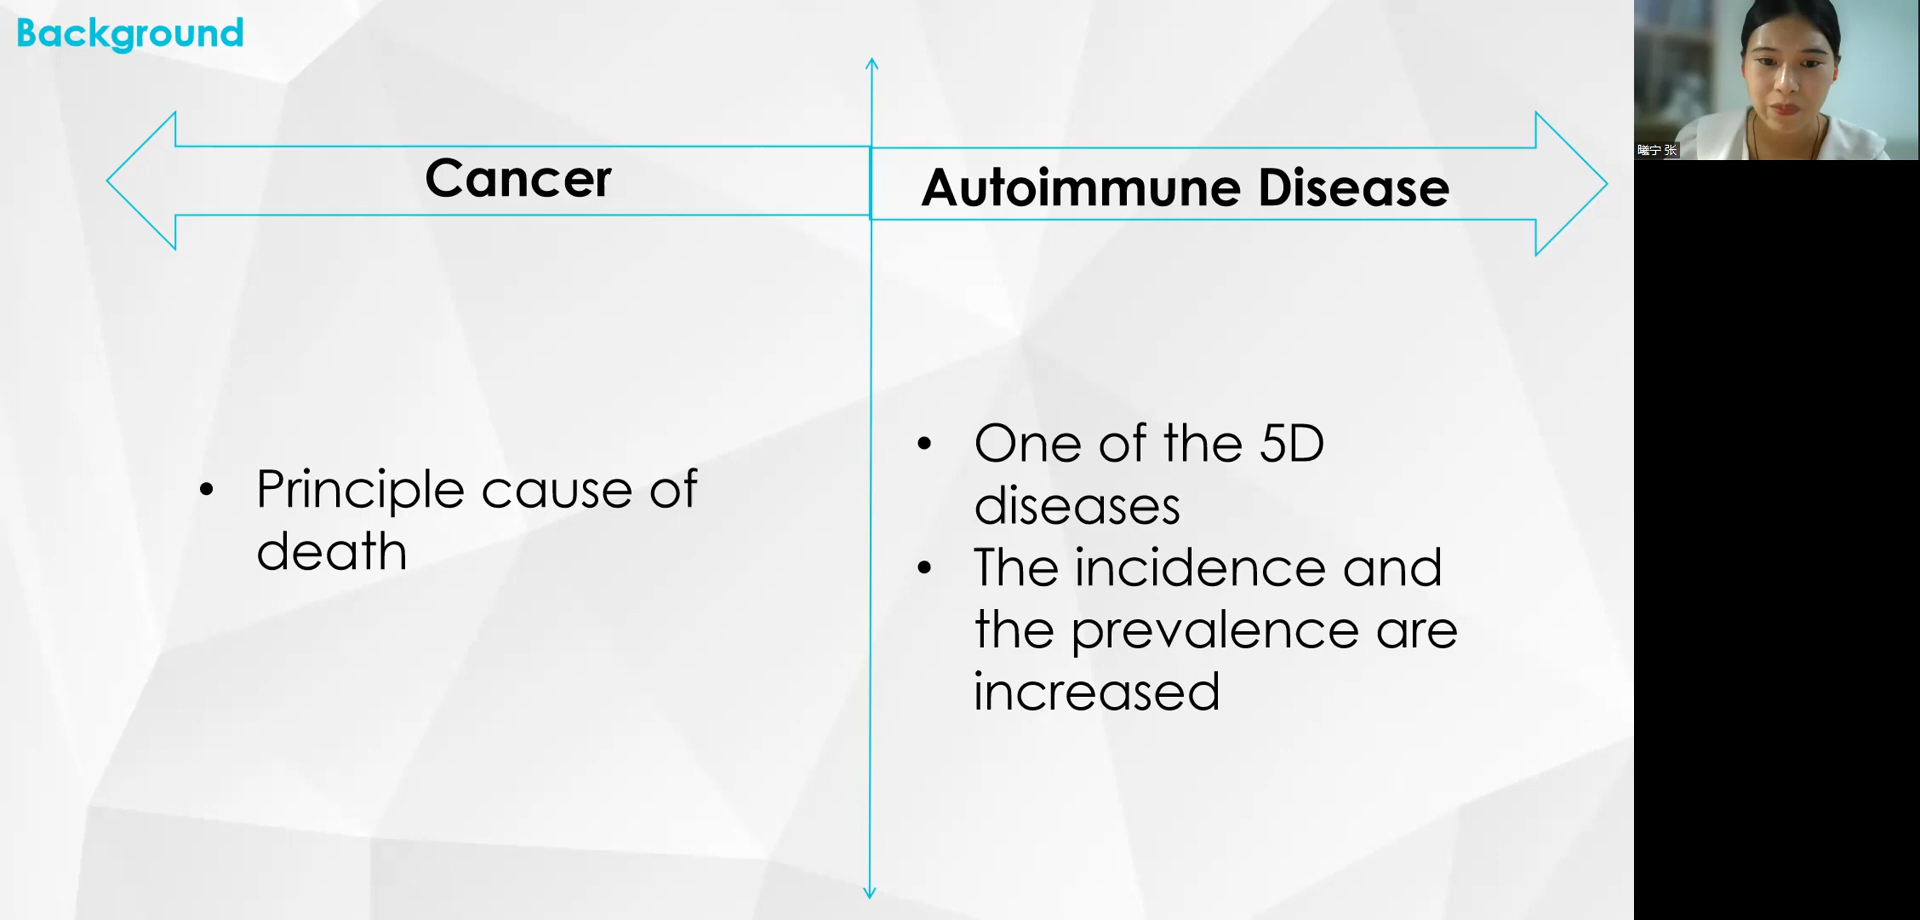 Background
Cancer
Autoimmune Disease
• Principle cause of
death
• One of the 5D
diseases
• The incidence and
the prevalence are
increased
曦宁 张